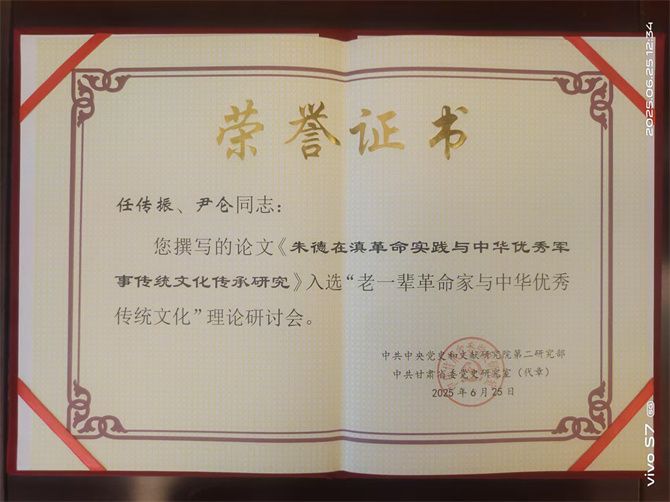 荣誉证书
任传振、尹仑同志：
您撰写的论文《朱德在滇革命实践与中华优秀军
事传统文化传承研究》入选“老一辈革命家与中华优秀
传统文化”理论研讨会。
中共中央党史和文献研究院第二研究部
中共甘肃省委党史研究室（代章）
2025年6月25日
2025.06.25 12:34
vivo S7